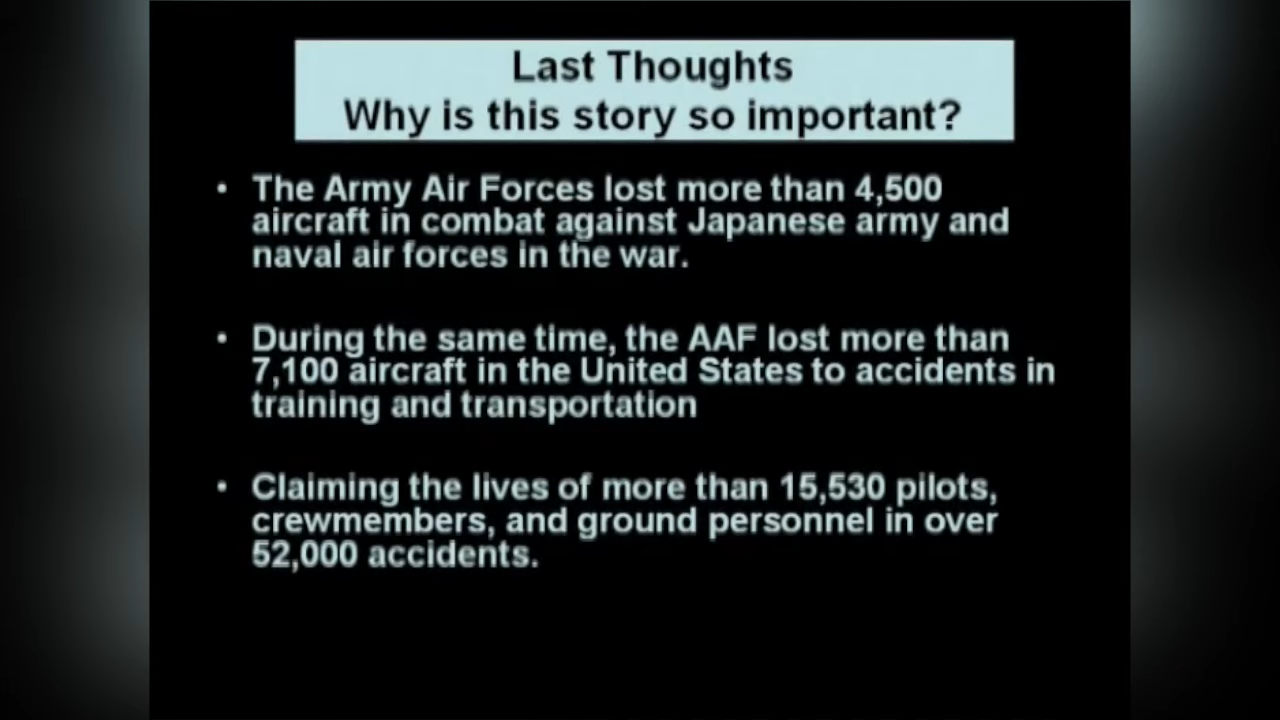 Last Thoughts
Why is this story so important?
• The Army Air Forces lost more than 4,500
aircraft in combat against Japanese army and
naval air forces in the war.
• During the same time, the AAF lost more than
7,100 aircraft in the United States to accidents in
training and transportation
• Claiming the lives of more than 15,530 pilots,
crewmembers, and ground personnel in over
52,000 accidents.